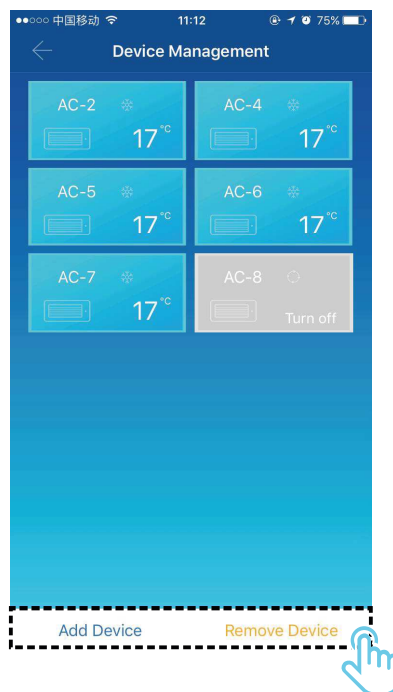 中国移动 11:12 75%
Device Management
AC-2 AC-4
17°C 17°C
AC-5 AC-6
17°C 17°C
AC-7 AC-8
17°C Turn off
Add Device Remove Device